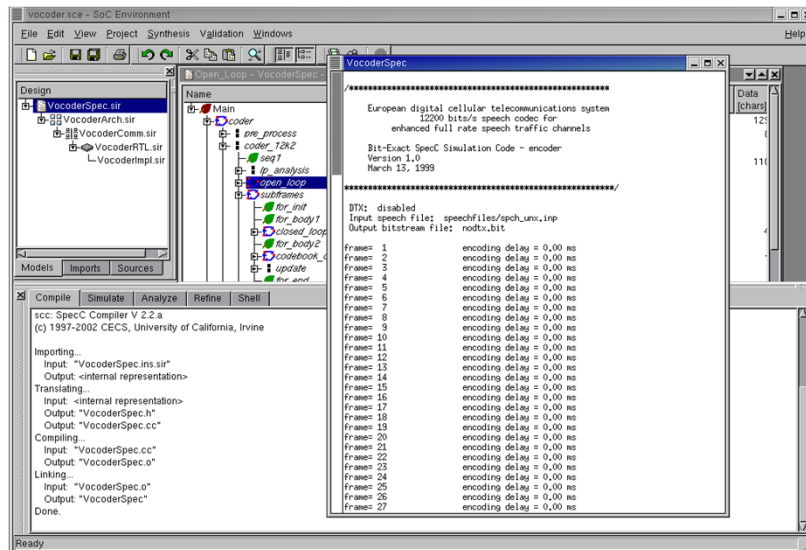 vocoder.sce - SoC Environment
File Edit View Project Synthesis Validation Windows Help
Design
VocoderSpec.sir
VocoderArch.sir
VocoderComm.sir
VocoderRTL.sir
VocoderImpl.sir
Models Imports Sources
Open_Loop - VocoderSpec -
Name
Main
coder
pre_process
coder_12k2
seq1
lp_analysis
open_loop
subframes
for_init
for_body1
closed_loop
for_body2
codebook_
update
for_end
Data
[chars]
VocoderSpec
/************************************************************
European digital cellular telecommunications system
12200 bits/s speech codec for
enhanced full rate speech traffic channels
Bit-Exact SpecC Simulation Code - encoder
Version 1.0
March 13, 1999
************************************************************/
DTX: disabled
Input speech file: speechfiles/spch_unx.inp
Output bitstream file: nodtx.bit
frame= 1 encoding delay = 0.00 ms
frame= 2 encoding delay = 0.00 ms
frame= 3 encoding delay = 0.00 ms
frame= 4 encoding delay = 0.00 ms
frame= 5 encoding delay = 0.00 ms
frame= 6 encoding delay = 0.00 ms
frame= 7 encoding delay = 0.00 ms
frame= 8 encoding delay = 0.00 ms
frame= 9 encoding delay = 0.00 ms
frame= 10 encoding delay = 0.00 ms
frame= 11 encoding delay = 0.00 ms
frame= 12 encoding delay = 0.00 ms
frame= 13 encoding delay = 0.00 ms
frame= 14 encoding delay = 0.00 ms
frame= 15 encoding delay = 0.00 ms
frame= 16 encoding delay = 0.00 ms
frame= 17 encoding delay = 0.00 ms
frame= 18 encoding delay = 0.00 ms
frame= 19 encoding delay = 0.00 ms
frame= 20 encoding delay = 0.00 ms
frame= 21 encoding delay = 0.00 ms
frame= 22 encoding delay = 0.00 ms
frame= 23 encoding delay = 0.00 ms
frame= 24 encoding delay = 0.00 ms
frame= 25 encoding delay = 0.00 ms
frame= 26 encoding delay = 0.00 ms
frame= 27 encoding delay = 0.00 ms
Compile Simulate Analyze Refine Shell
scc: SpecC Compiler V 2.2.a
(c) 1997-2002 CECS, University of California, Irvine
Importing...
Input: "VocoderSpec.ins.sir"
Output: <internal representation>
Translating...
Input: <internal representation>
Output: "VocoderSpec.h"
Output: "VocoderSpec.cc"
Compiling...
Input: "VocoderSpec.cc"
Output: "VocoderSpec.o"
Linking...
Input: "VocoderSpec.o"
Output: "VocoderSpec"
Done.
Ready